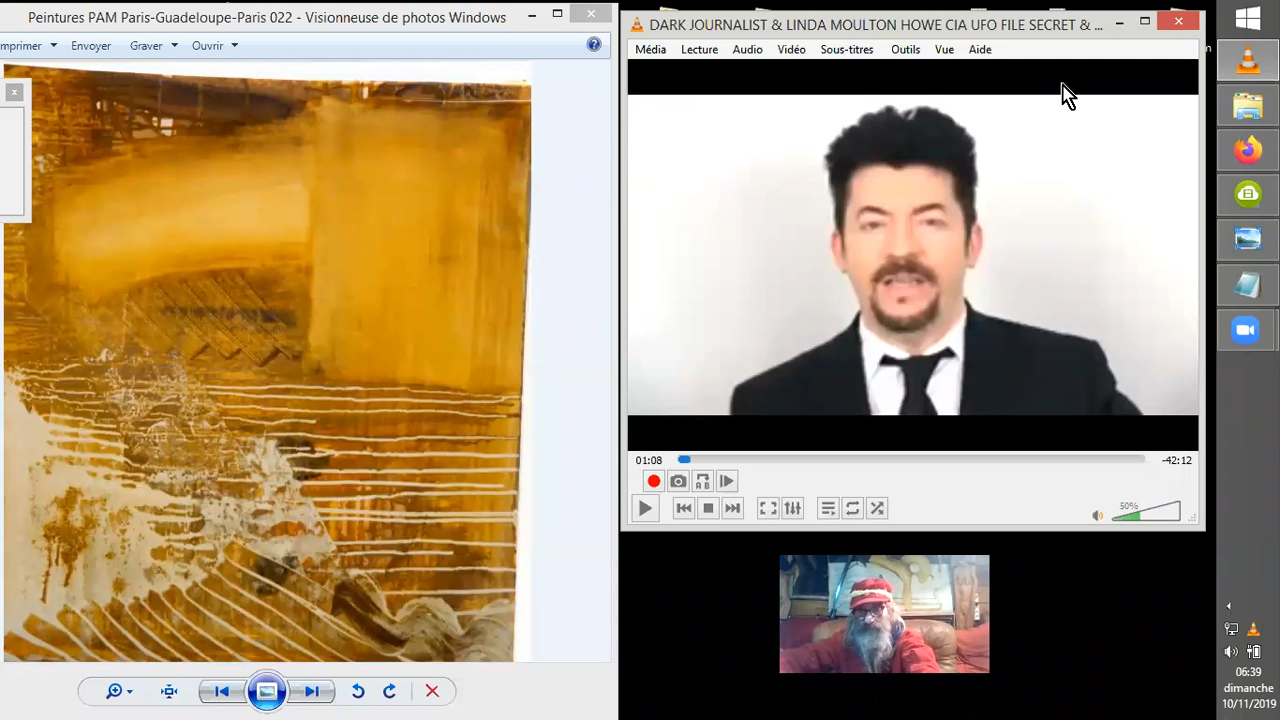 Peintures PAM Paris-Guadeloupe-Paris 022 - Visionneuse de photos Windows
mprimer Envoyer Graver Ouvrir
x
DARK JOURNALIST & LINDA MOULTON HOWE CIA UFO FILE SECRET & ...
Média Lecture Audio Vidéo Sous-titres Outils Vue Aide
01:08 -42:12
A B
50%
06:39
dimanche
10/11/2019